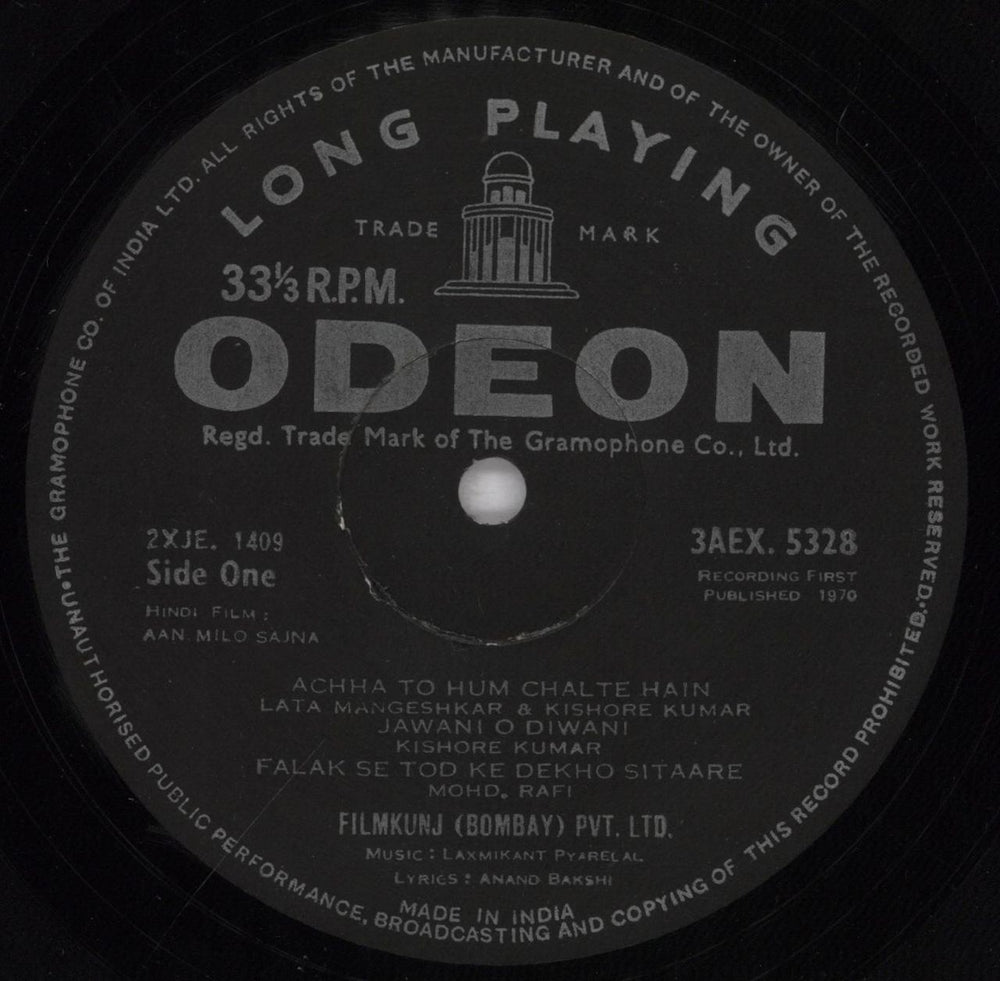 THE GRAMOPHONE CO. OF INDIA LTD. ALL RIGHTS OF THE MANUFACTURER AND OF THE OWNER OF THE RECORDED WORK RESERVED.
UNAUTHORISED PUBLIC PERFORMANCE, BROADCASTING AND COPYING OF THIS RECORD PROHIBITED.
LONG PLAYING
TRADE MARK
33⅓ R.P.M.
ODEON
Regd. Trade Mark of The Gramophone Co., Ltd.
2XJE. 1409
Side One
HINDI FILM :
AAN MILO SAJNA
3AEX. 5328
RECORDING FIRST
PUBLISHED 1970
ACHHA TO HUM CHALTE HAIN
LATA MANGESHKAR & KISHORE KUMAR
JAWANI O DIWANI
KISHORE KUMAR
FALAK SE TOD KE DEKHO SITAARE
MOHD. RAFI
FILMKUNJ (BOMBAY) PVT. LTD.
MUSIC : LAXMIKANT PYARELAL
LYRICS : ANAND BAKSHI
MADE IN INDIA